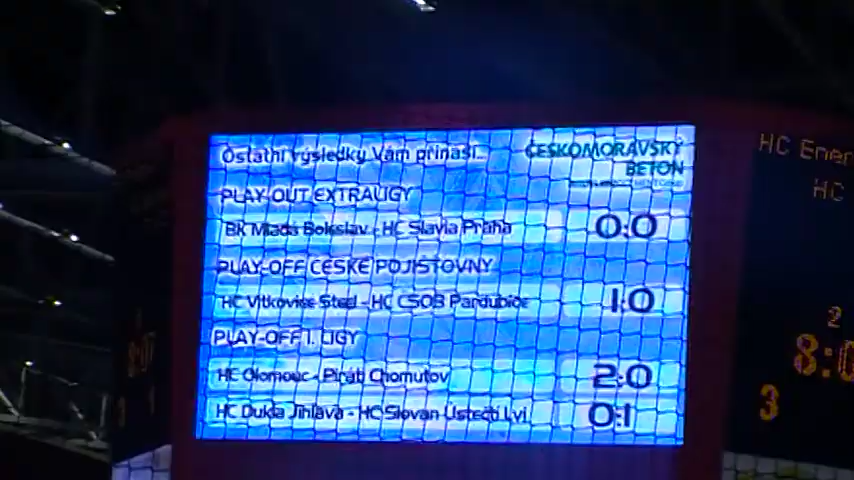 Ostatní výsledky Vám přináší...
ČESKOMORAVSKÝ
BETON
PLAY-OUT EXTRALIGY
BK Mladá Boleslav - HC Slavia Praha 0:0
PLAY-OFF ČESKÉ POJIŠŤOVNY
HC Vítkovice Steel - HC ČSOB Pardubice 1:0
PLAY-OFF 1. LIGY
HC Olomouc - Piráti Chomutov 2:0
HC Dukla Jihlava - HC Slovan Ústečtí Lvi 0:1
HC Ener
HC
2
8:0
3